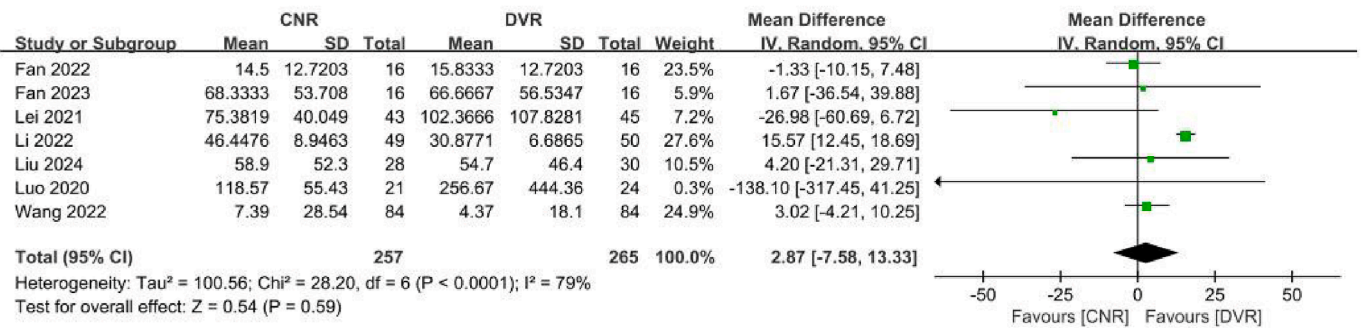 CNR DVR Mean Difference Mean Difference
Study or Subgroup Mean SD Total Mean SD Total Weight IV, Random, 95% CI IV, Random, 95% CI
Fan 2022 14.5 12.7203 16 15.8333 12.7203 16 23.5% -1.33 [-10.15, 7.48]
Fan 2023 68.3333 53.708 16 66.6667 56.5347 16 5.9% 1.67 [-36.54, 39.88]
Lei 2021 75.3819 40.049 43 102.3666 107.8281 45 7.2% -26.98 [-60.69, 6.72]
Li 2022 46.4476 8.9463 49 30.8771 6.6865 50 27.6% 15.57 [12.45, 18.69]
Liu 2024 58.9 52.3 28 54.7 46.4 30 10.5% 4.20 [-21.31, 29.71]
Luo 2020 118.57 55.43 21 256.67 444.36 24 0.3% -138.10 [-317.45, 41.25]
Wang 2022 7.39 28.54 84 4.37 18.1 84 24.9% 3.02 [-4.21, 10.25]
Total (95% CI) 257 265 100.0% 2.87 [-7.58, 13.33]
Heterogeneity: Tau² = 100.56; Chi² = 28.20, df = 6 (P < 0.0001); I² = 79%
Test for overall effect: Z = 0.54 (P = 0.59)
-50 -25 0 25 50
Favours [CNR] Favours [DVR]